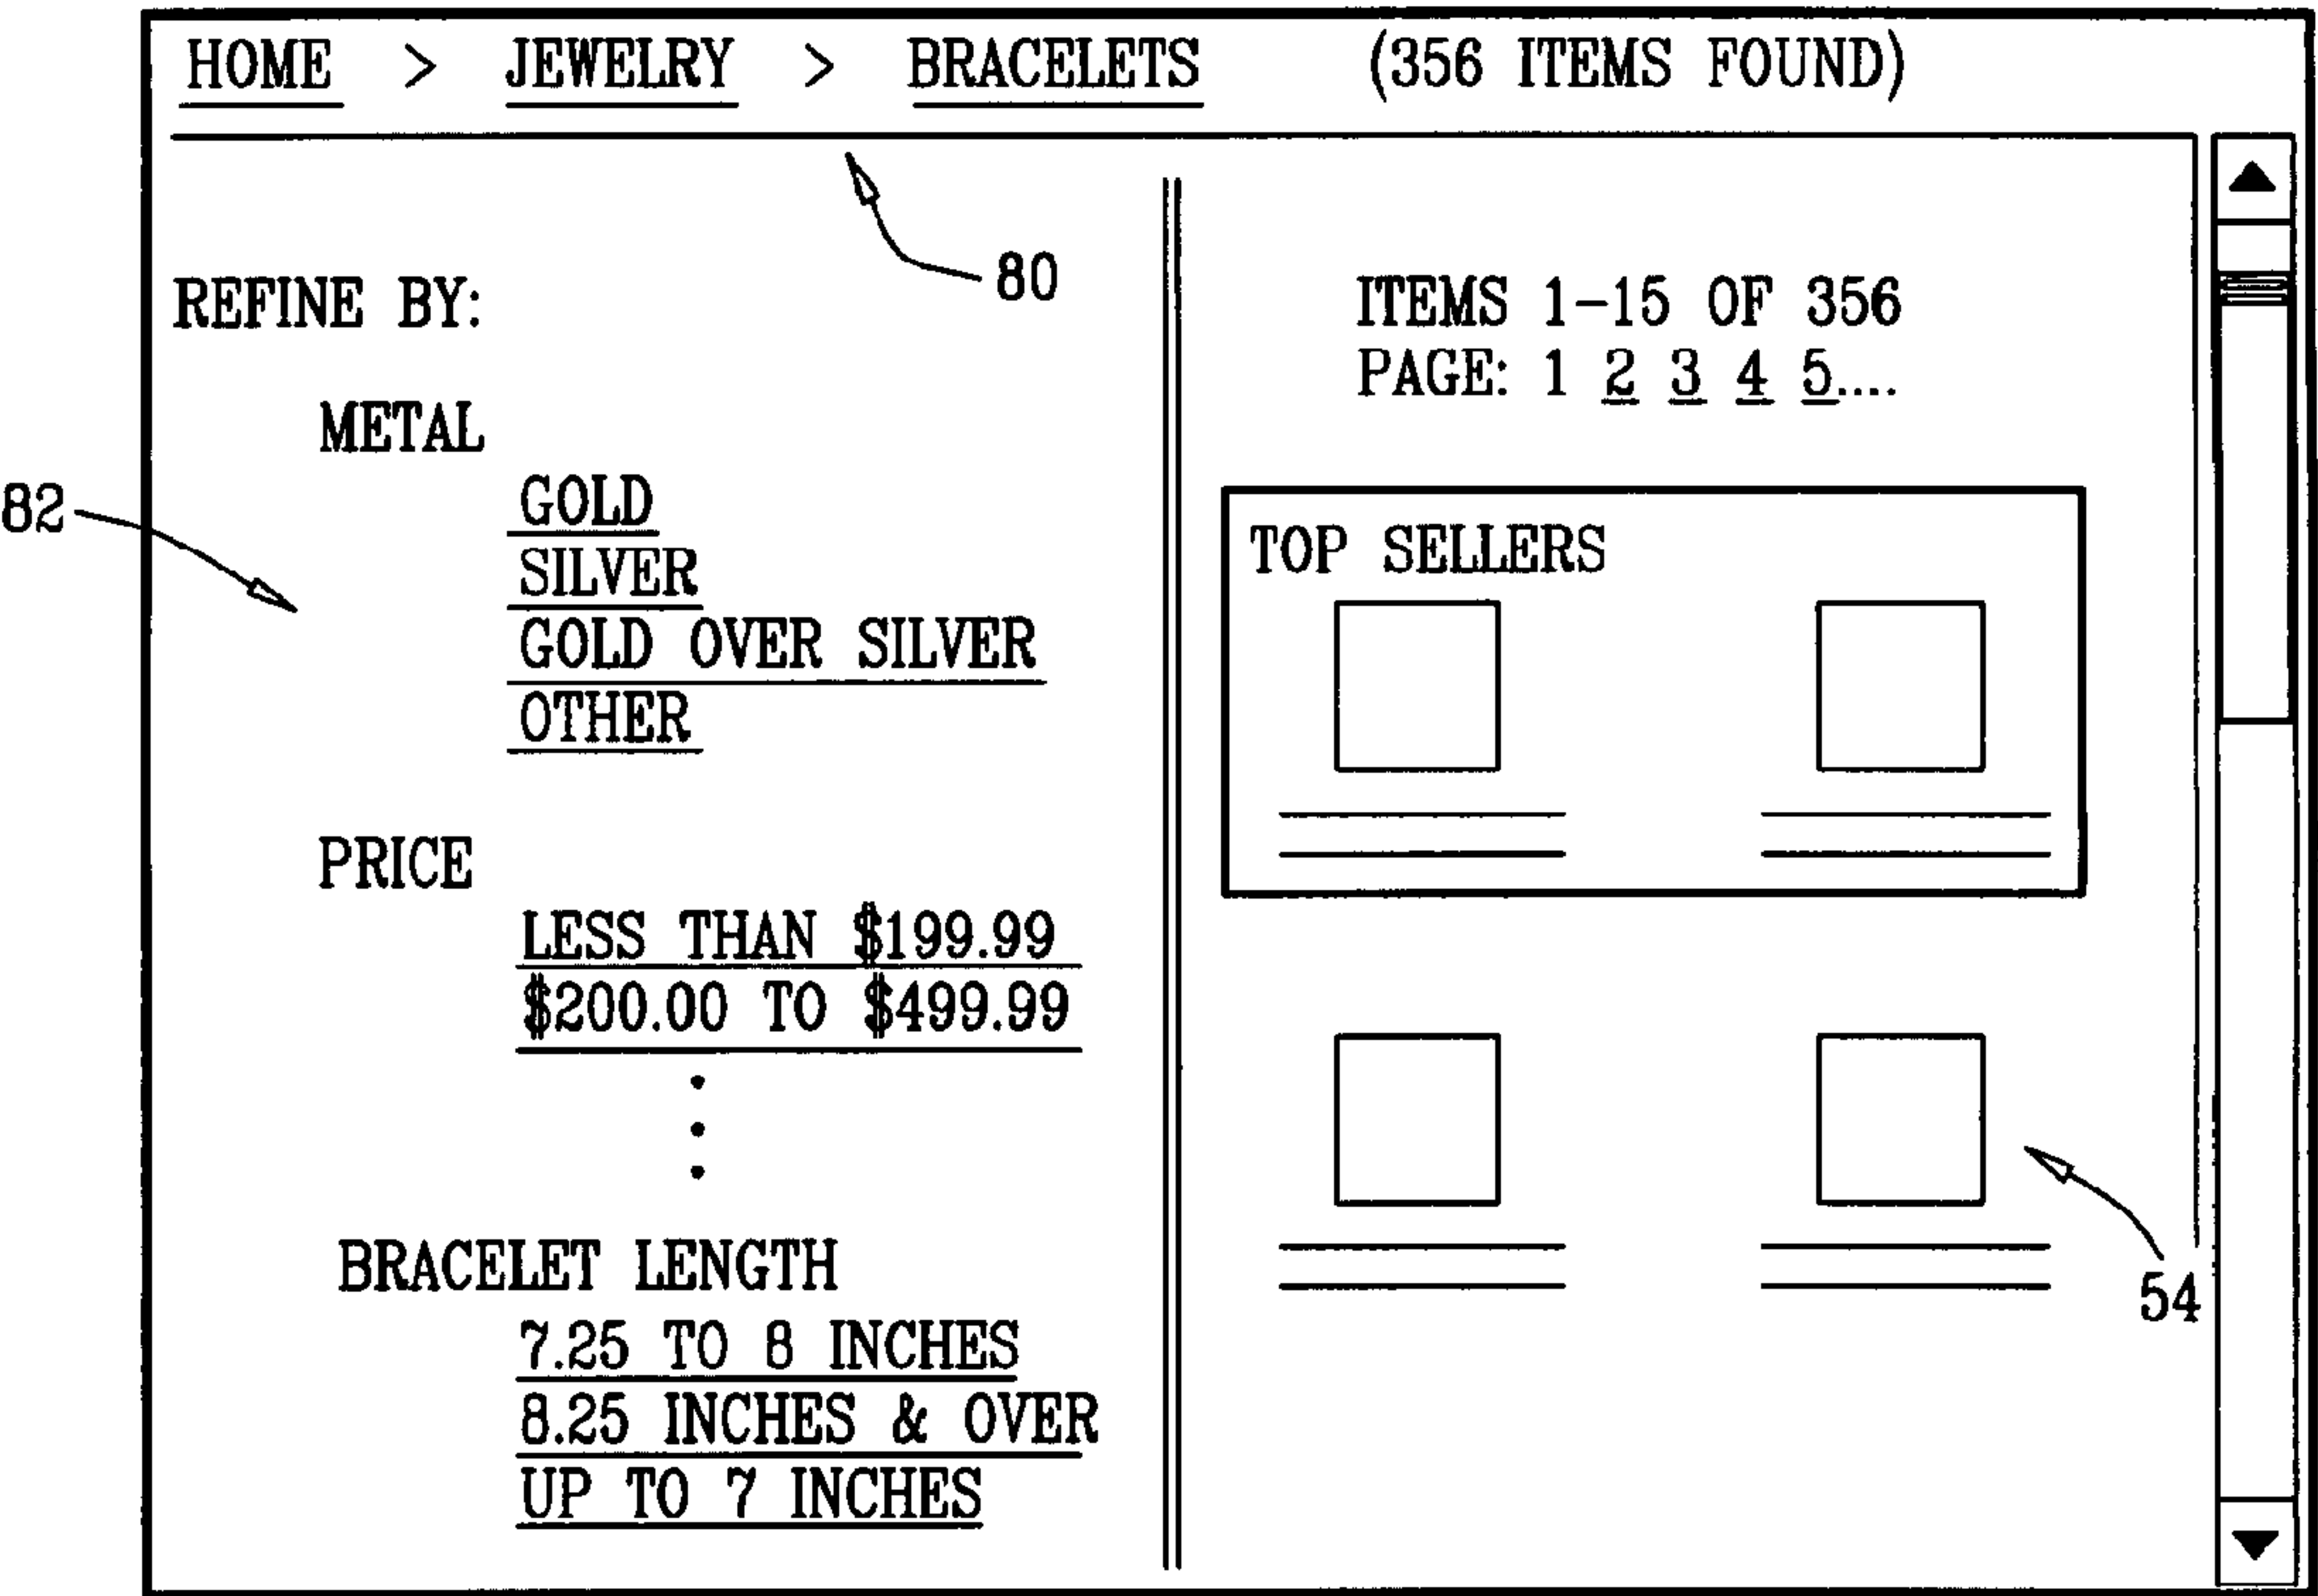 HOME > JEWELRY > BRACELETS (356 ITEMS FOUND)
80
REFINE BY:
METAL
82
GOLD
SILVER
GOLD OVER SILVER
OTHER
PRICE
LESS THAN $199.99
$200.00 TO $499.99
BRACELET LENGTH
7.25 TO 8 INCHES
8.25 INCHES & OVER
UP TO 7 INCHES
ITEMS 1-15 OF 356
PAGE: 1 2 3 4 5....
TOP SELLERS
54